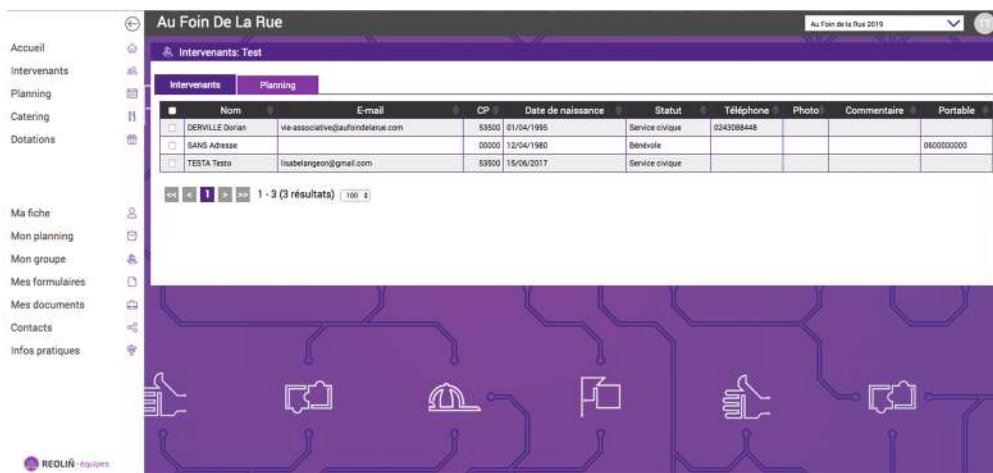 Au Foin De La Rue
Au Foin de la Rue 2019
Accueil
Intervenants
Planning
Catering
Dotations
Ma fiche
Mon planning
Mon groupe
Mes formulaires
Mes documents
Contacts
Infos pratiques
REOLIÑ - équipes
Intervenants: Test
Intervenants Planning
Nom E-mail CP Date de naissance Statut Téléphone Photo Commentaire Portable
DERVILLE Dorian vie-associative@aufoindelarue.com 53500 01/04/1995 Service civique 0243088448
SANS Adresse 00000 12/04/1980 Bénévole 0600000000
TESTA Testo lisabelangeon@gmail.com 53500 15/06/2017 Service civique
<< < 1 > >> 1 - 3 (3 résultats) 100